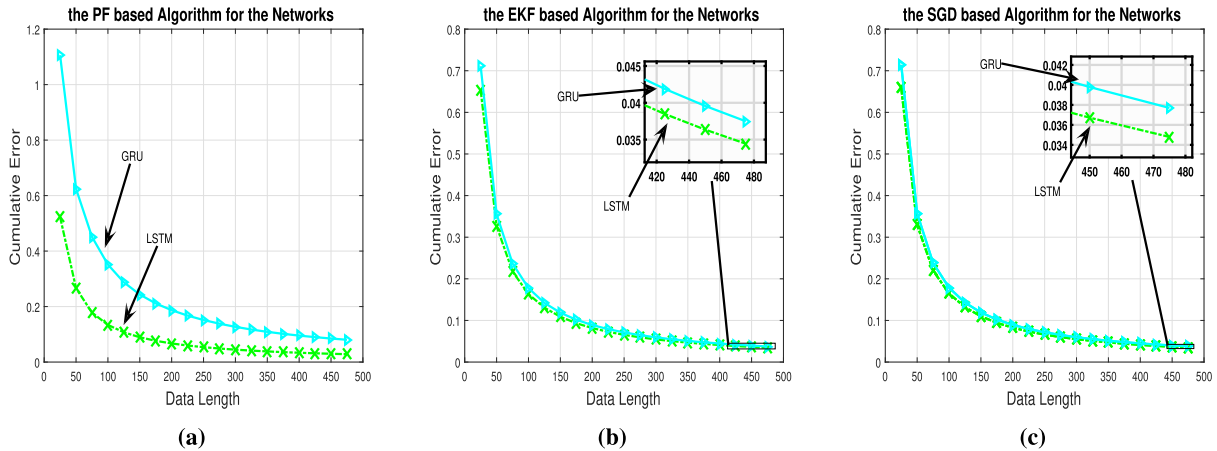 the PF based Algorithm for the Networks
1.2
1
0.8
0.6
0.4
0.2
0
Cumulative Error
GRU
LSTM
0 50 100 150 200 250 300 350 400 450 500
Data Length
(a)
the EKF based Algorithm for the Networks
0.8
0.7
0.6
0.5
0.4
0.3
0.2
0.1
0
Cumulative Error
0.045
0.04
0.035
420 440 460 480
GRU
LSTM
0 50 100 150 200 250 300 350 400 450 500
Data Length
(b)
the SGD based Algorithm for the Networks
0.8
0.7
0.6
0.5
0.4
0.3
0.2
0.1
0
Cumulative Error
0.042
0.04
0.038
0.036
0.034
450 460 470 480
GRU
LSTM
0 50 100 150 200 250 300 350 400 450 500
Data Length
(c)